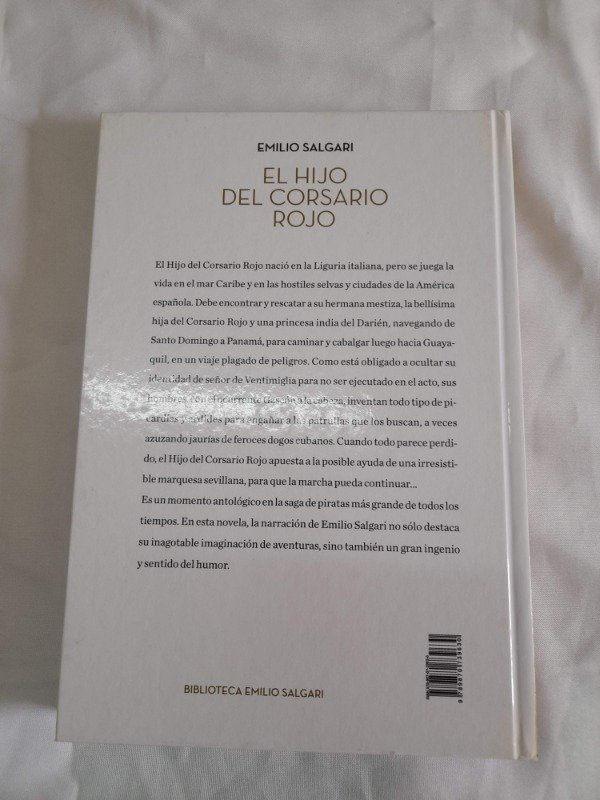 EMILIO SALGARI
EL HIJO
DEL CORSARIO
ROJO
El Hijo del Corsario Rojo nació en la Liguria italiana, pero se juega la
vida en el mar Caribe y en las hostiles selvas y ciudades de la América
española. Debe encontrar y rescatar a su hermana mestiza, la bellísima
hija del Corsario Rojo y una princesa india del Darién, navegando de
Santo Domingo a Panamá, para caminar y cabalgar luego hacia Guaya-
quil, en un viaje plagado de peligros. Como está obligado a ocultar su
identidad de señor de Ventimiglia para no ser ejecutado en el acto, sus
hombres, con el ocurrente Gascón a la cabeza, inventan todo tipo de pi-
cardías y ardides para engañar a las patrullas que los buscan, a veces
azuzando jaurías de feroces dogos cubanos. Cuando todo parece perdi-
do, el Hijo del Corsario Rojo apuesta a la posible ayuda de una irresisti-
ble marquesa sevillana, para que la marcha pueda continuar...
Es un momento antológico en la saga de piratas más grande de todos los
tiempos. En esta novela, la narración de Emilio Salgari no sólo destaca
su inagotable imaginación de aventuras, sino también un gran ingenio
y sentido del humor.
BIBLIOTECA EMILIO SALGARI